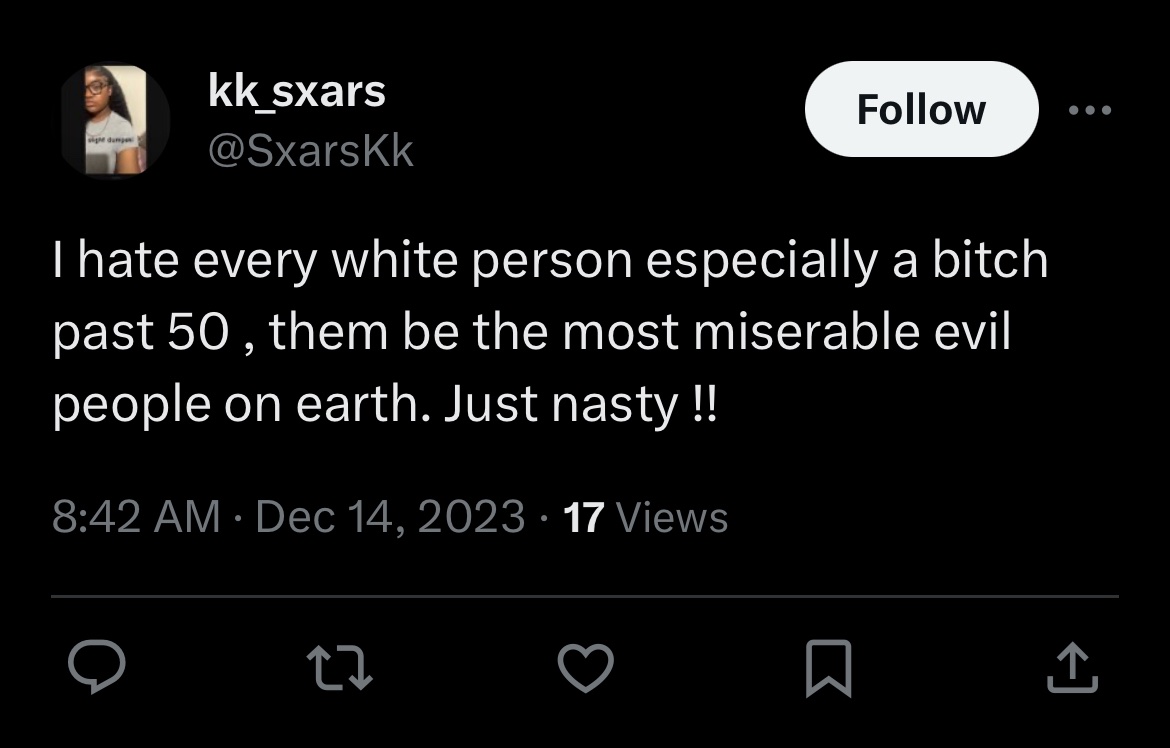 kk_sxars
@SxarsKk
Follow
I hate every white person especially a bitch
past 50 , them be the most miserable evil
people on earth. Just nasty !!
8:42 AM · Dec 14, 2023 · 17 Views